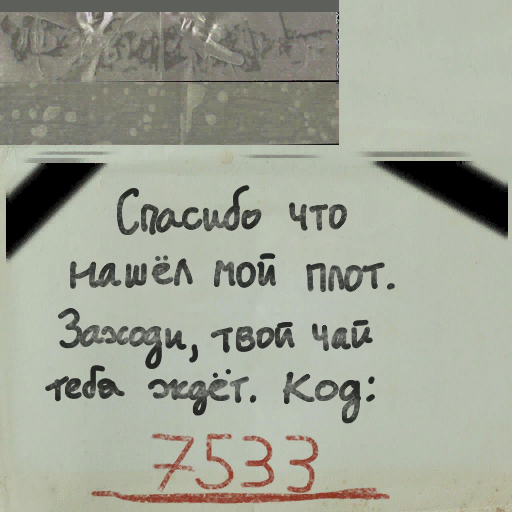 Спасибо что
нашёл мой плот.
Заходи, твой чай
тебя ждёт. Код:
7533